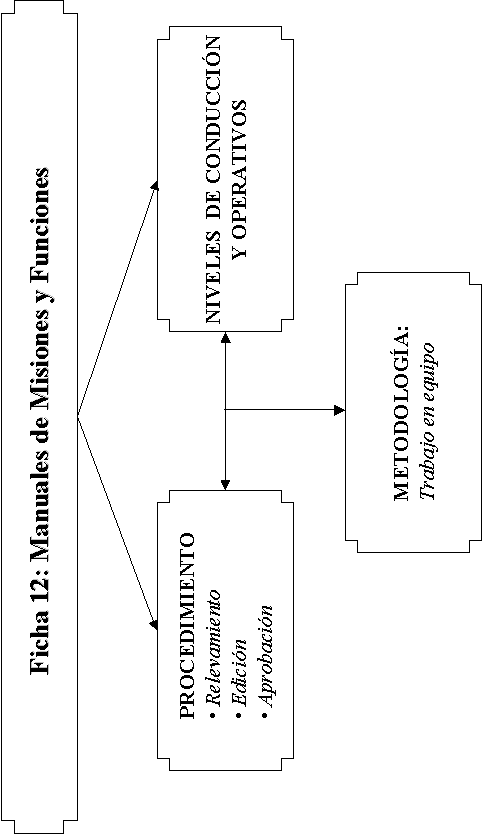 Ficha 12: Manuales de Misiones y Funciones
PROCEDIMIENTO
• Relevamiento
• Edición
• Aprobación
NIVELES DE CONDUCCIÓN
Y OPERATIVOS
METODOLOGÍA:
Trabajo en equipo